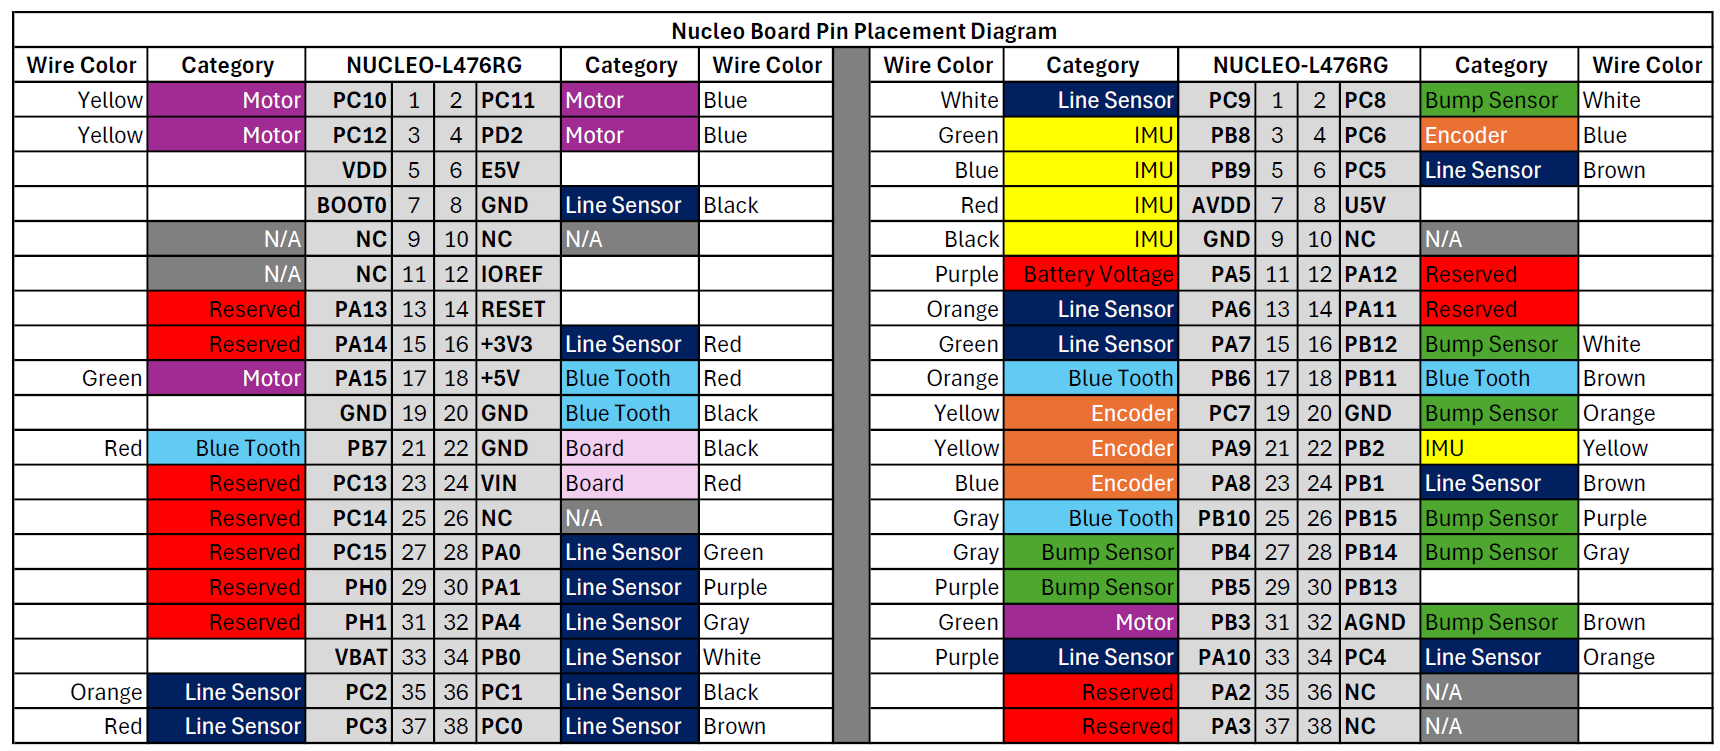 Nucleo Board Pin Placement Diagram
Wire Color Category NUCLEO-L476RG Category Wire Color Wire Color Category NUCLEO-L476RG Category Wire Color
Yellow Motor PC10 1 2 PC11 Motor Blue White Line Sensor PC9 1 2 PC8 Bump Sensor White
Yellow Motor PC12 3 4 PD2 Motor Blue Green IMU PB8 3 4 PC6 Encoder Blue
VDD 5 6 E5V Blue IMU PB9 5 6 PC5 Line Sensor Brown
BOOT0 7 8 GND Line Sensor Black Red IMU AVDD 7 8 U5V
N/A NC 9 10 NC N/A Black IMU GND 9 10 NC N/A
N/A NC 11 12 IOREF Purple Battery Voltage PA5 11 12 PA12 Reserved
Reserved PA13 13 14 RESET Orange Line Sensor PA6 13 14 PA11 Reserved
Reserved PA14 15 16 +3V3 Line Sensor Red Green Line Sensor PA7 15 16 PB12 Bump Sensor White
Green Motor PA15 17 18 +5V Blue Tooth Red Orange Blue Tooth PB6 17 18 PB11 Blue Tooth Brown
GND 19 20 GND Blue Tooth Black Yellow Encoder PC7 19 20 GND Bump Sensor Orange
Red Blue Tooth PB7 21 22 GND Board Black Yellow Encoder PA9 21 22 PB2 IMU Yellow
Reserved PC13 23 24 VIN Board Red Blue Encoder PA8 23 24 PB1 Line Sensor Brown
Reserved PC14 25 26 NC N/A Gray Blue Tooth PB10 25 26 PB15 Bump Sensor Purple
Reserved PC15 27 28 PA0 Line Sensor Green Gray Bump Sensor PB4 27 28 PB14 Bump Sensor Gray
Reserved PH0 29 30 PA1 Line Sensor Purple Purple Bump Sensor PB5 29 30 PB13
Reserved PH1 31 32 PA4 Line Sensor Gray Green Motor PB3 31 32 AGND Bump Sensor Brown
VBAT 33 34 PB0 Line Sensor White Purple Line Sensor PA10 33 34 PC4 Line Sensor Orange
Orange Line Sensor PC2 35 36 PC1 Line Sensor Black Reserved PA2 35 36 NC N/A
Red Line Sensor PC3 37 38 PC0 Line Sensor Brown Reserved PA3 37 38 NC N/A